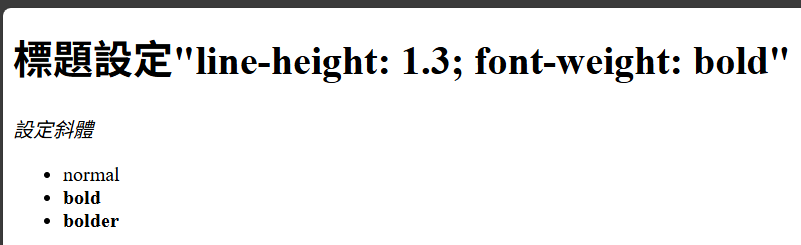 標題設定"line-height: 1.3; font-weight: bold"
設定斜體
normal
bold
bolder